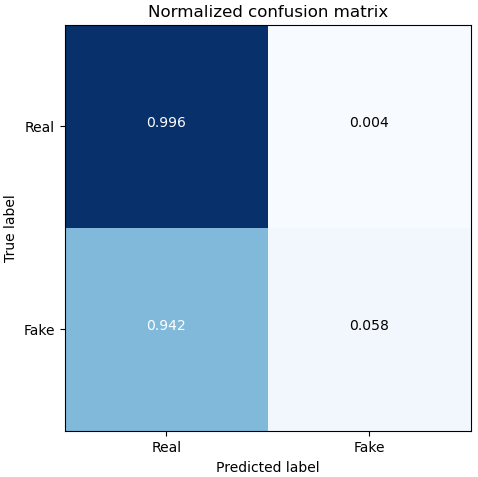 Normalized confusion matrix
True label
Real
0.996
0.004
Fake
0.942
0.058
Real
Fake
Predicted label